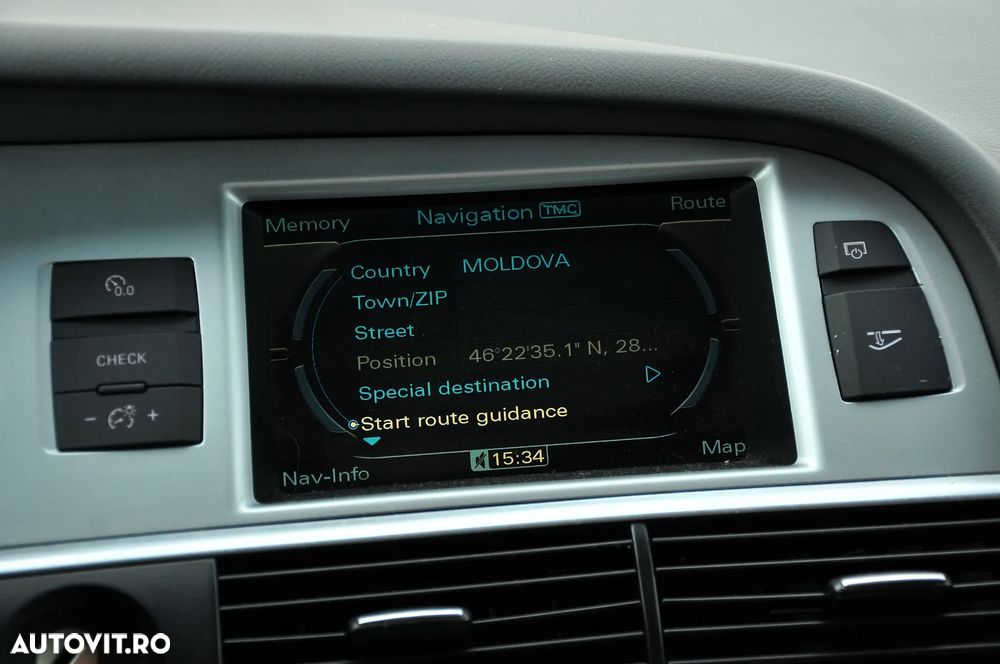 Memory
Navigation TMC
Route
Country MOLDOVA
Town/ZIP
Street
Position 46°22'35.1" N, 28...
Special destination
Start route guidance
Nav-Info
15:34
Map
0.0
CHECK
- +
AUTOVIT.RO